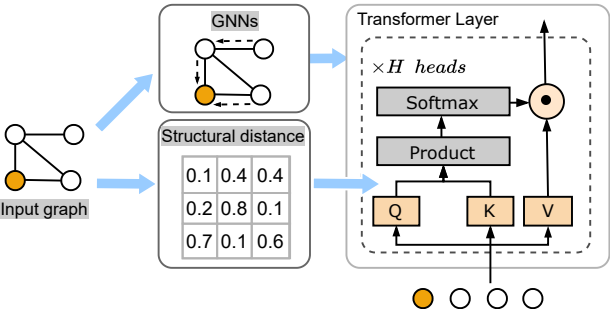 GNNs
Transformer Layer
×H heads
Softmax
Product
Q K V
Structural distance
0.1 0.4 0.4
0.2 0.8 0.1
0.7 0.1 0.6
Input graph